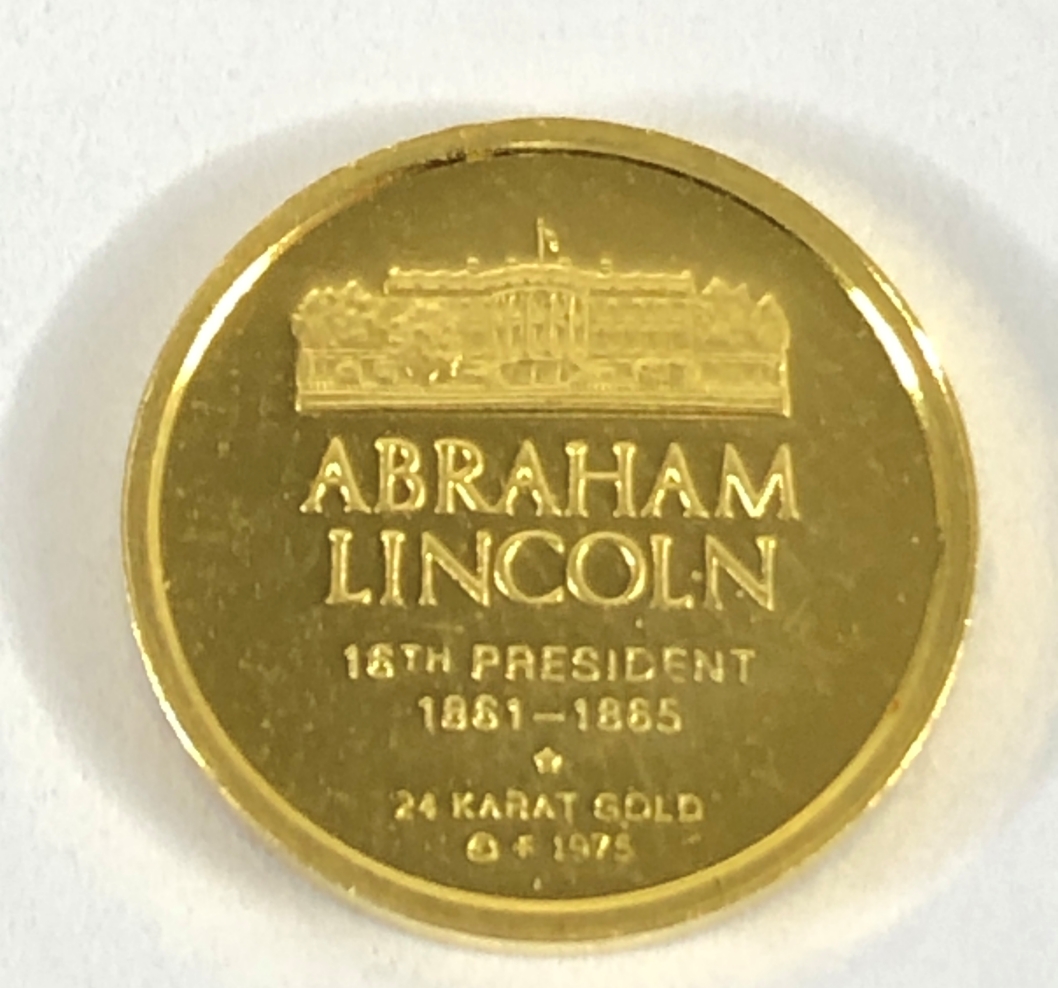 ABRAHAM
LINCOLN
16TH PRESIDENT
1861–1865
24 KARAT GOLD
1975